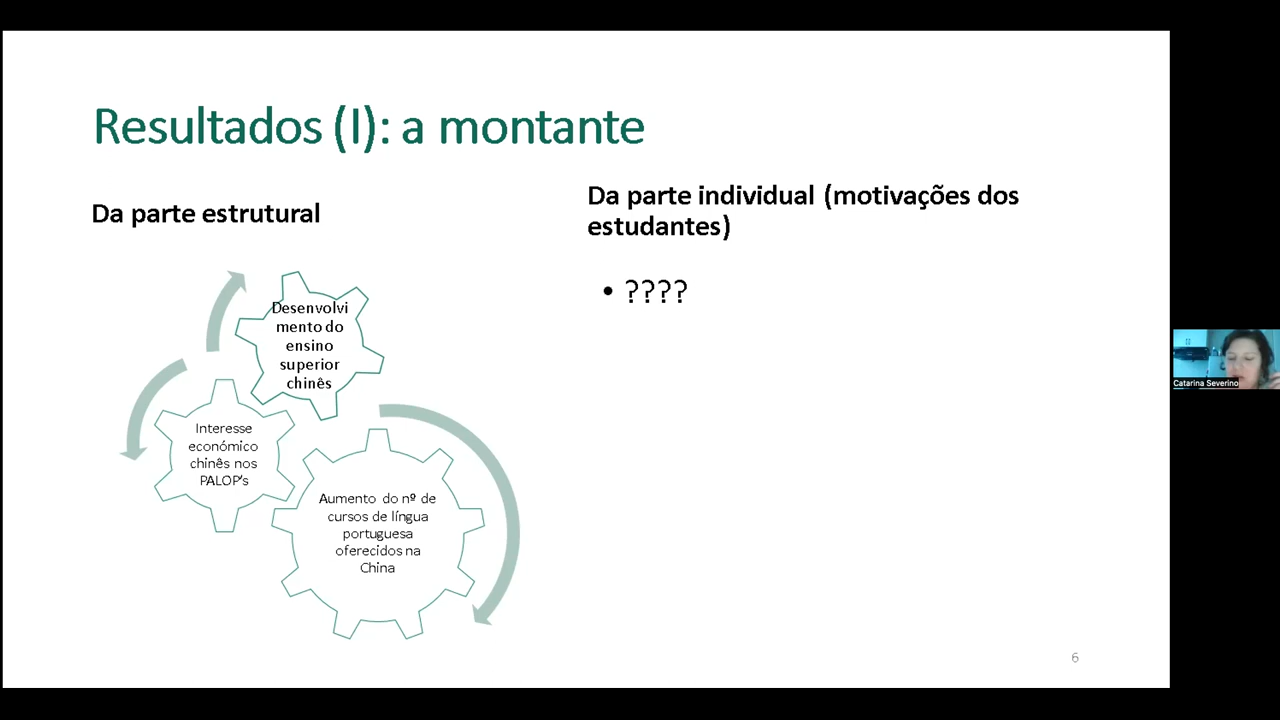 Resultados (I): a montante
Da parte estrutural
Desenvolvi
mento do
ensino
superior
chinês
Interesse
económico
chinês nos
PALOP's
Aumento do nº de
cursos de língua
portuguesa
oferecidos na
China
Da parte individual (motivações dos
estudantes)
• ????
6
Catarina Severino